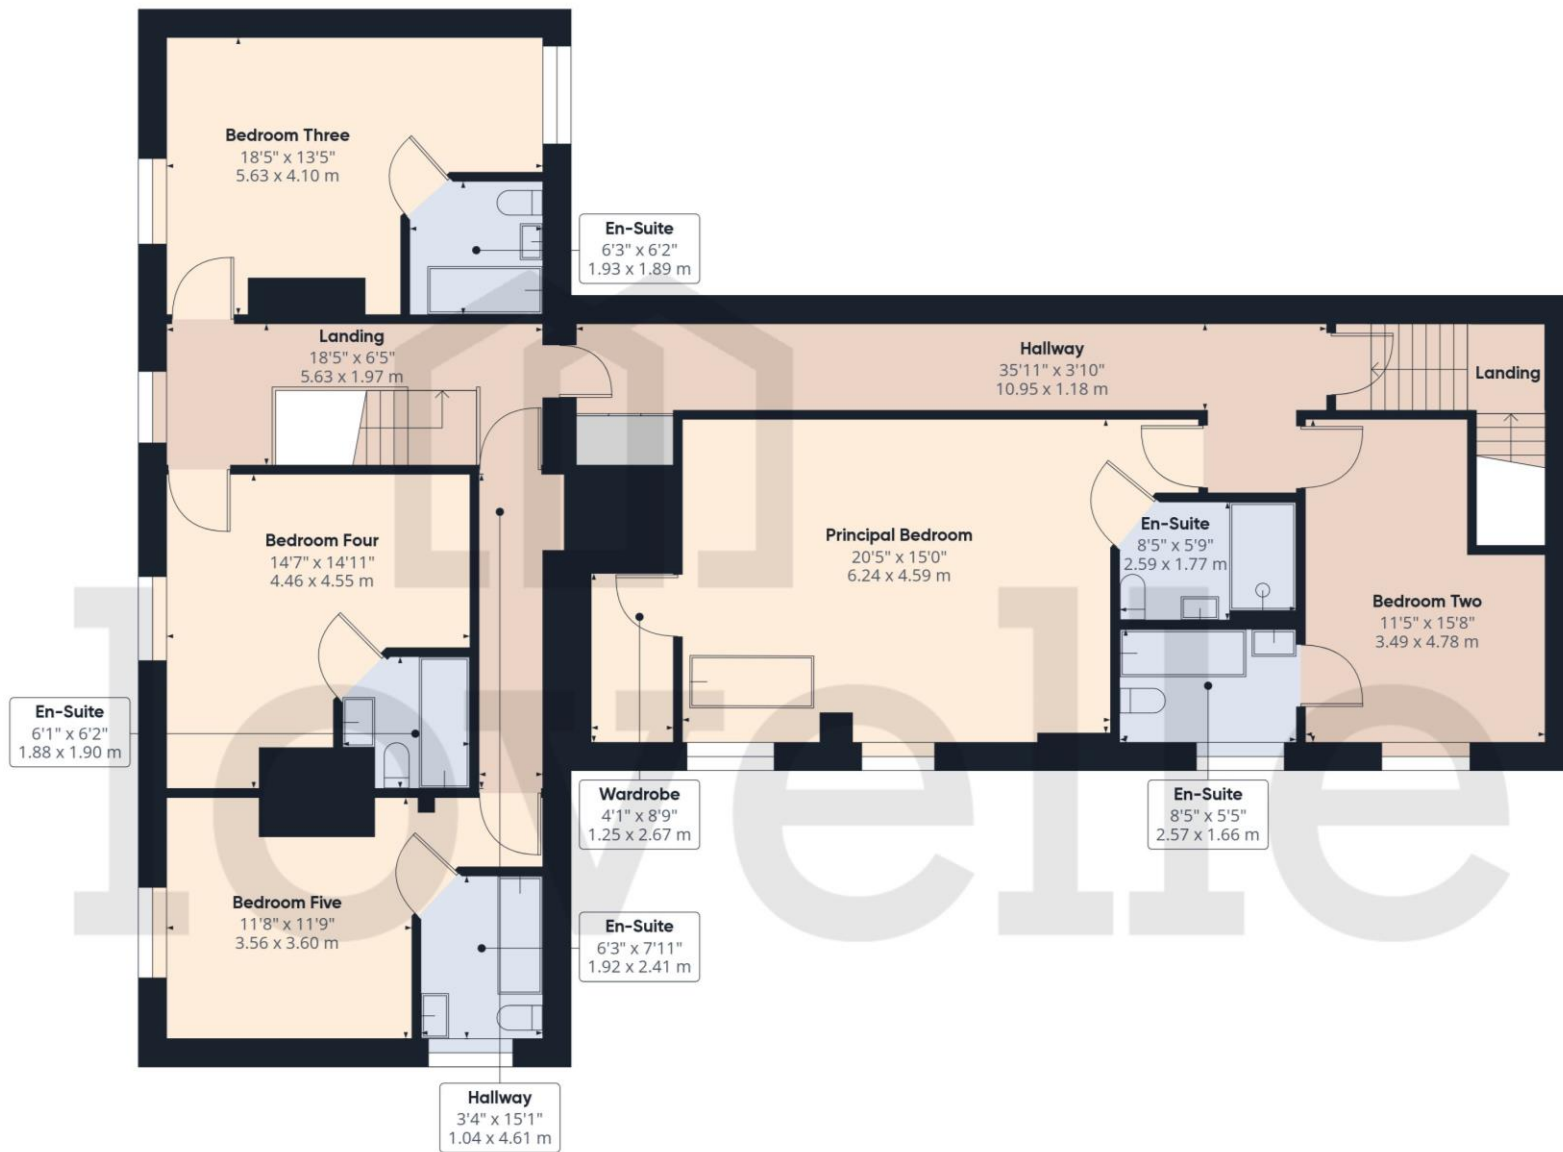 Bedroom Three
18'5" x 13'5"
5.63 x 4.10 m
En-Suite
6'3" x 6'2"
1.93 x 1.89 m
Landing
18'5" x 6'5"
5.63 x 1.97 m
Hallway
35'11" x 3'10"
10.95 x 1.18 m
Landing
Bedroom Four
14'7" x 14'11"
4.46 x 4.55 m
Principal Bedroom
20'5" x 15'0"
6.24 x 4.59 m
En-Suite
8'5" x 5'9"
2.59 x 1.77 m
Bedroom Two
11'5" x 15'8"
3.49 x 4.78 m
En-Suite
6'1" x 6'2"
1.88 x 1.90 m
Wardrobe
4'1" x 8'9"
1.25 x 2.67 m
En-Suite
8'5" x 5'5"
2.57 x 1.66 m
Bedroom Five
11'8" x 11'9"
3.56 x 3.60 m
En-Suite
6'3" x 7'11"
1.92 x 2.41 m
Hallway
3'4" x 15'1"
1.04 x 4.61 m
lovelle